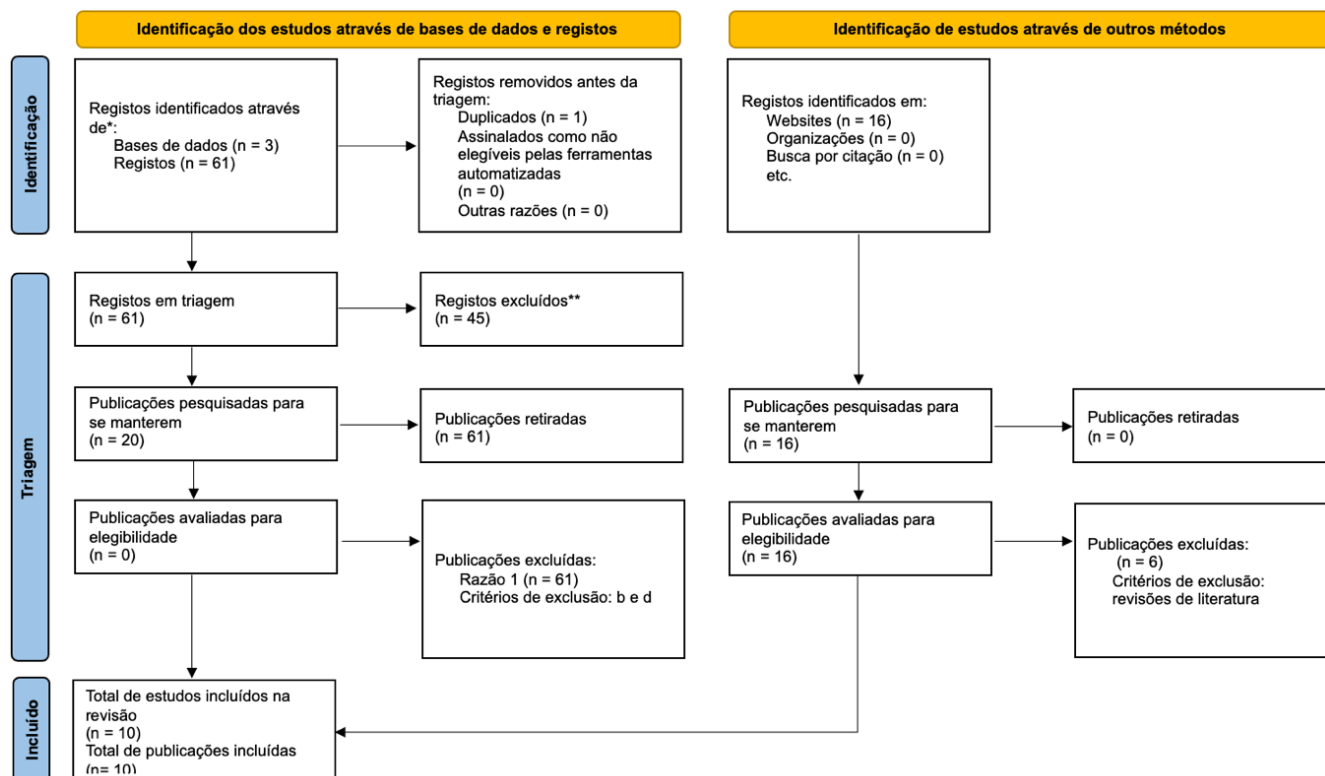 Identificação dos estudos através de bases de dados e registos
Identificação de estudos através de outros métodos
Identificação
Registos identificados através
de*:
Bases de dados (n = 3)
Registos (n = 61)
Registos removidos antes da
triagem:
Duplicados (n = 1)
Assinalados como não
elegíveis pelas ferramentas
automatizadas
(n = 0)
Outras razões (n = 0)
Registos identificados em:
Websites (n = 16)
Organizações (n = 0)
Busca por citação (n = 0)
etc.
Triagem
Registos em triagem
(n = 61)
Registos excluídos**
(n = 45)
Publicações pesquisadas para
se manterem
(n = 20)
Publicações retiradas
(n = 61)
Publicações pesquisadas para
se manterem
(n = 16)
Publicações retiradas
(n = 0)
Publicações avaliadas para
elegibilidade
(n = 0)
Publicações excluídas:
Razão 1 (n = 61)
Critérios de exclusão: b e d
Publicações avaliadas para
elegibilidade
(n = 16)
Publicações excluídas:
(n = 6)
Critérios de exclusão:
revisões de literatura
Incluído
Total de estudos incluídos na
revisão
(n = 10)
Total de publicações incluídas
(n= 10)